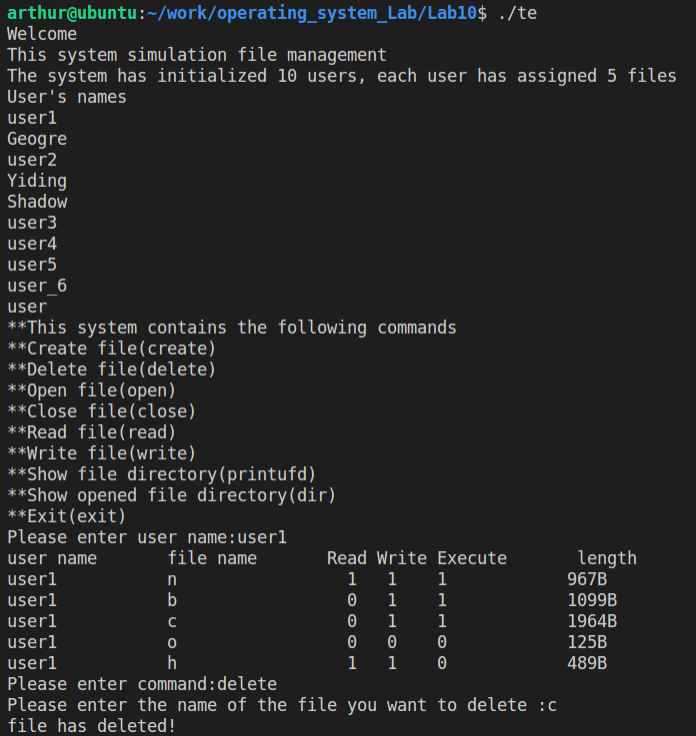 arthur@ubuntu:~/work/operating_system_Lab/Lab10$ ./te
Welcome
This system simulation file management
The system has initialized 10 users, each user has assigned 5 files
User's names
user1
Geogre
user2
Yiding
Shadow
user3
user4
user5
user_6
user
**This system contains the following commands
**Create file(create)
**Delete file(delete)
**Open file(open)
**Close file(close)
**Read file(read)
**Write file(write)
**Show file directory(printufd)
**Show opened file directory(dir)
**Exit(exit)
Please enter user name:user1
user name       file name       Read Write Execute       length
user1           n                 1   1    1            967B
user1           b                 0   1    1            1099B
user1           c                 0   1    1            1964B
user1           o                 0   0    0            125B
user1           h                 1   1    0            489B
Please enter command:delete
Please enter the name of the file you want to delete :c
file has deleted!